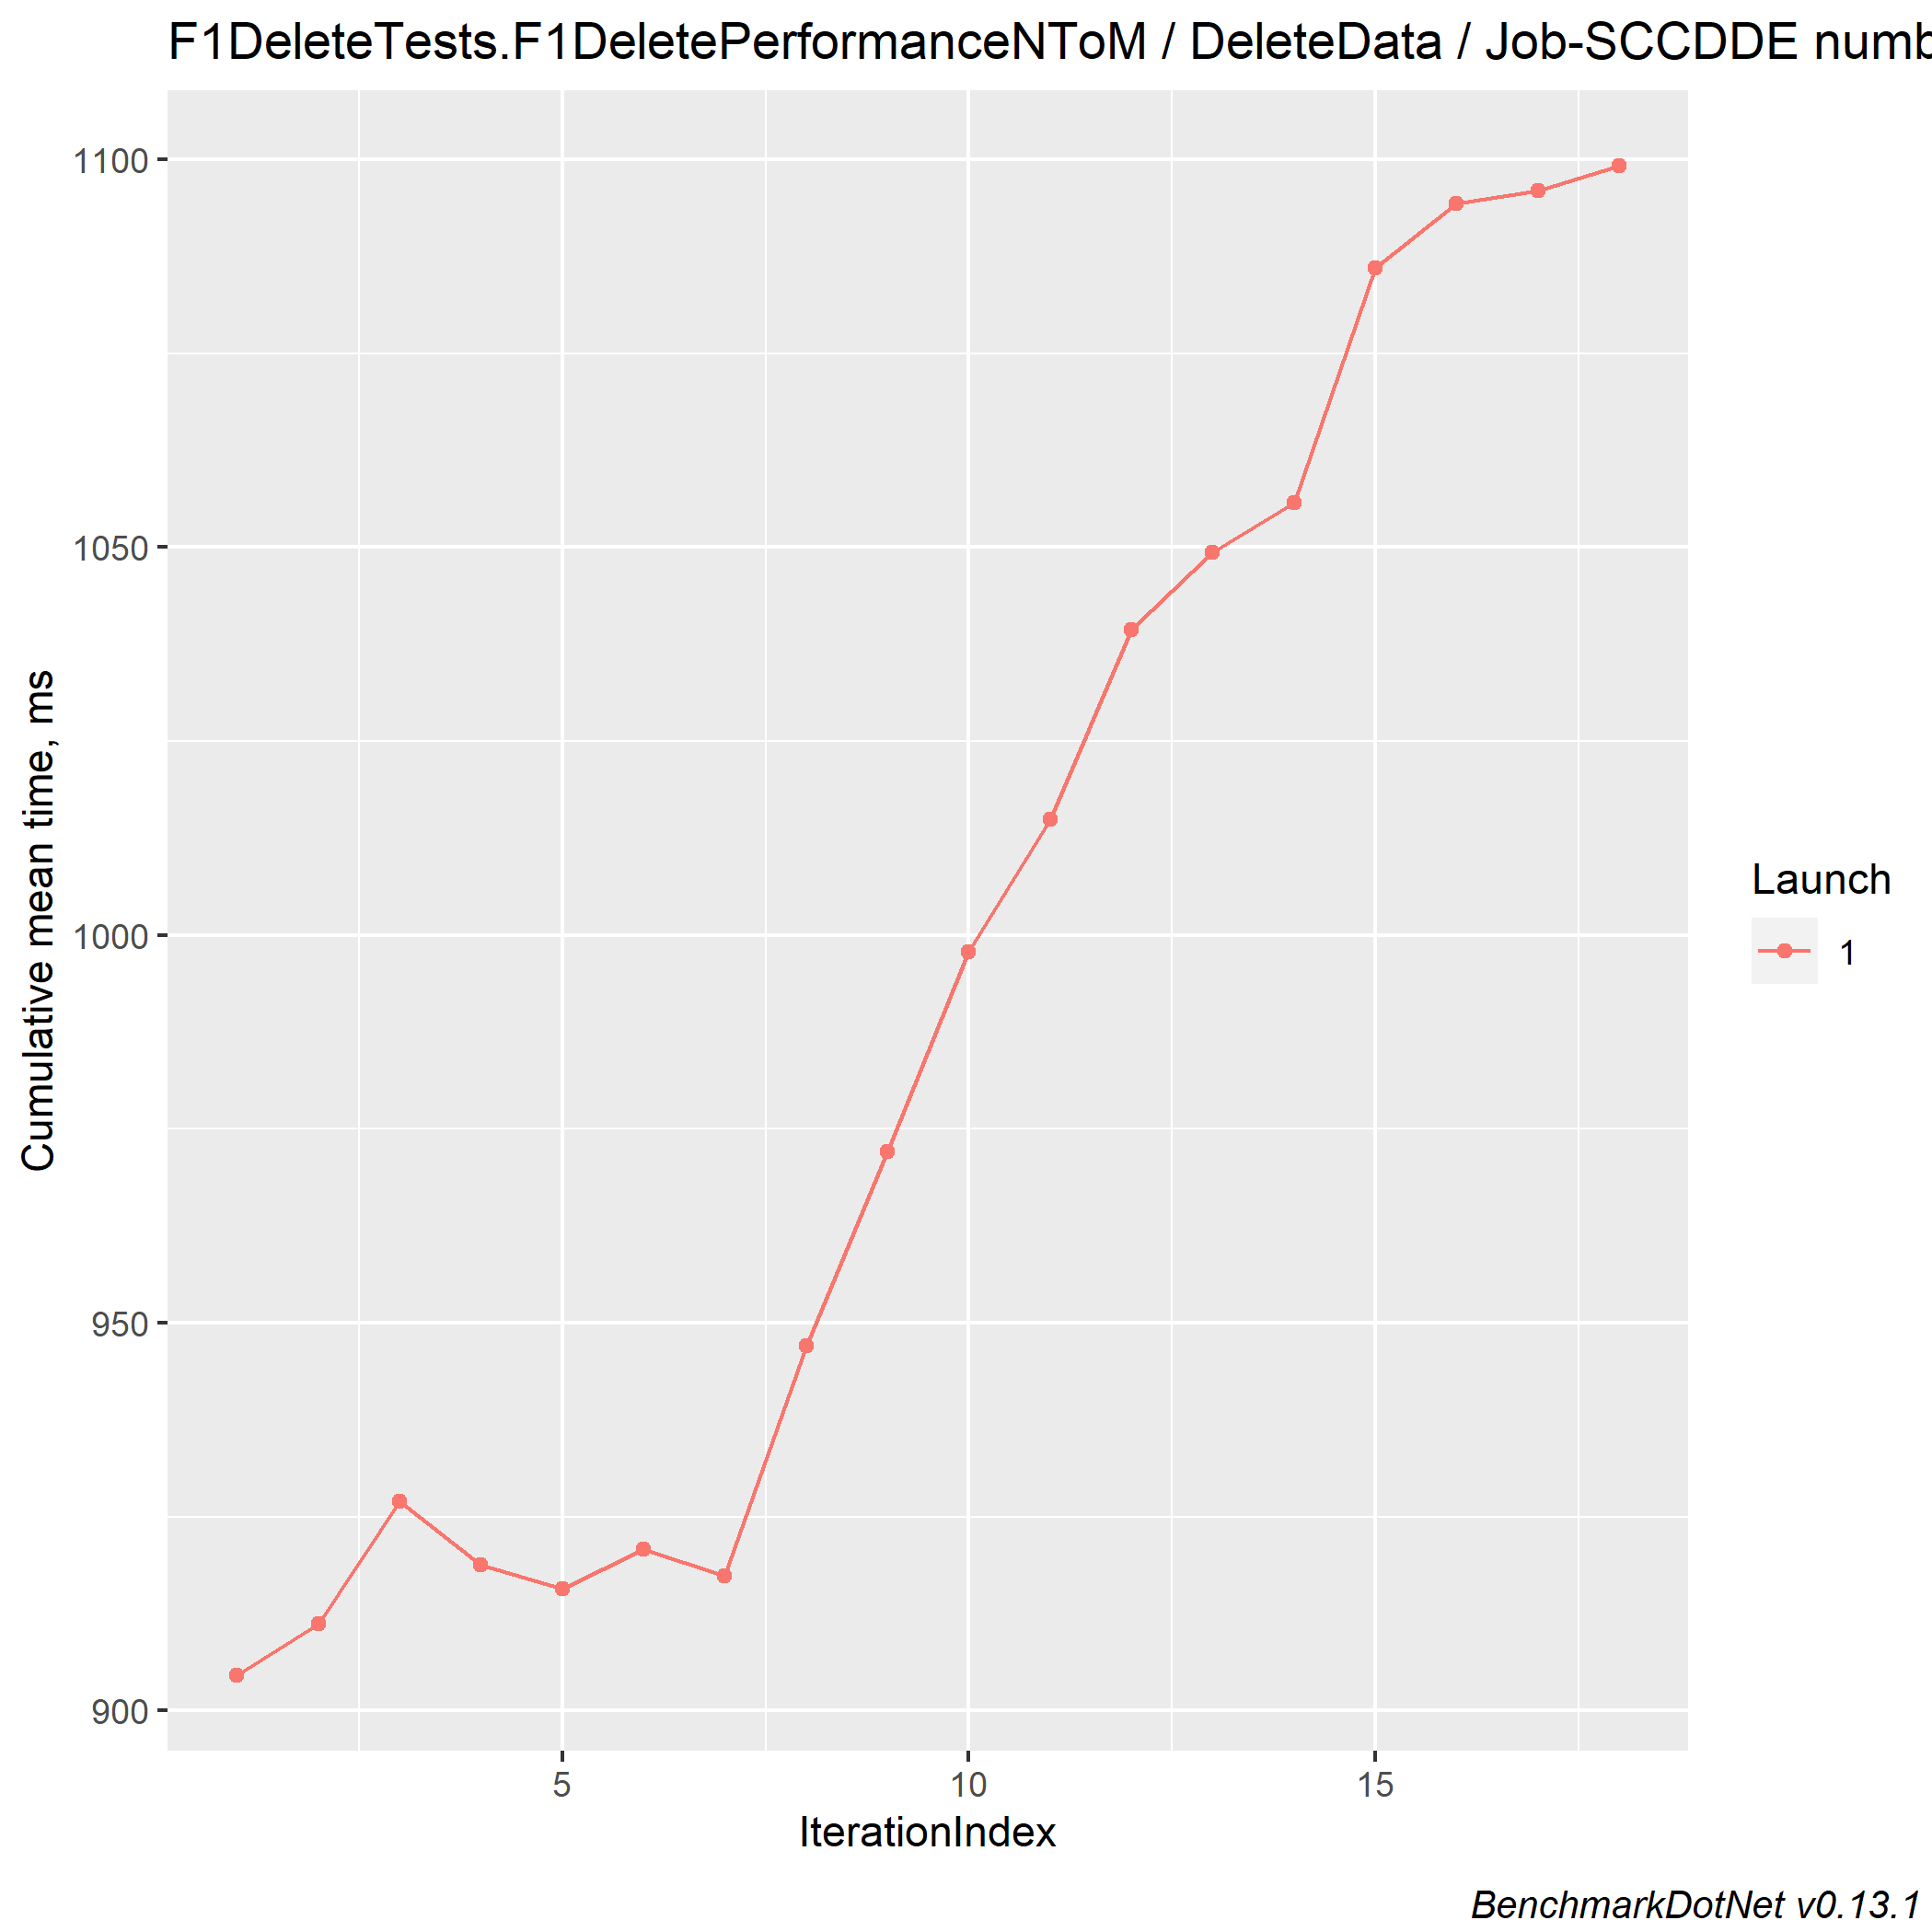 F1DeleteTests.F1DeletePerformanceNToM / DeleteData / Job-SCCDDE numb
1100
1050
1000
950
900
Cumulative mean time, ms
5 10 15
IterationIndex
Launch
1
BenchmarkDotNet v0.13.1